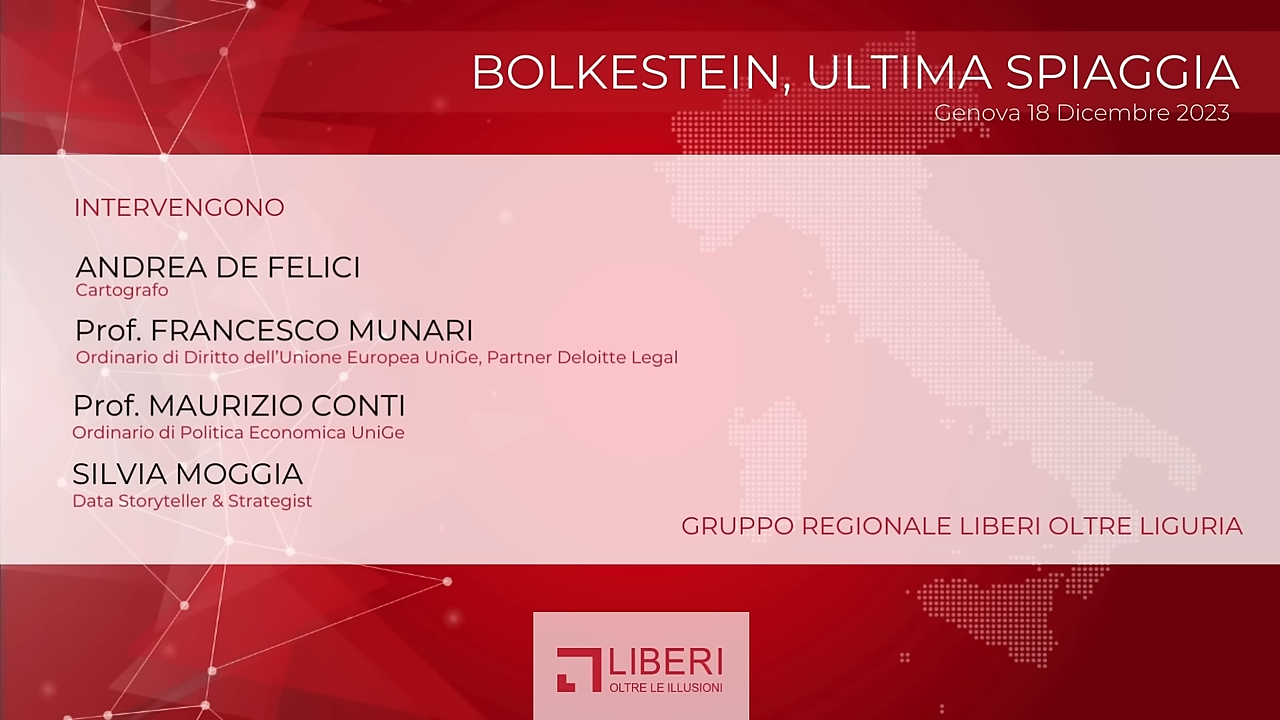 BOLKESTEIN, ULTIMA SPIAGGIA
Genova 18 Dicembre 2023
INTERVENGONO
ANDREA DE FELICI
Cartografo
Prof. FRANCESCO MUNARI
Ordinario di Diritto dell'Unione Europea UniGe, Partner Deloitte Legal
Prof. MAURIZIO CONTI
Ordinario di Politica Economica UniGe
SILVIA MOGGIA
Data Storyteller & Strategist
GRUPPO REGIONALE LIBERI OLTRE LIGURIA
LIBERI
OLTRE LE ILLUSIONI